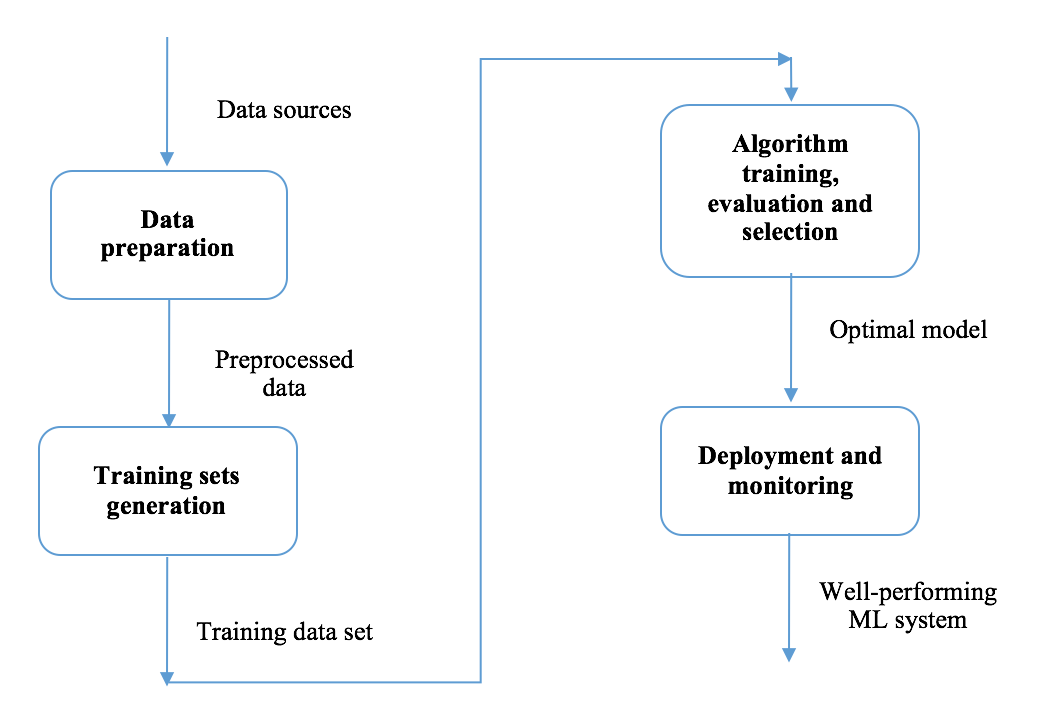 Data sources
Data
preparation
Preprocessed
data
Training sets
generation
Training data set
Algorithm
training,
evaluation and
selection
Optimal model
Deployment and
monitoring
Well-performing
ML system